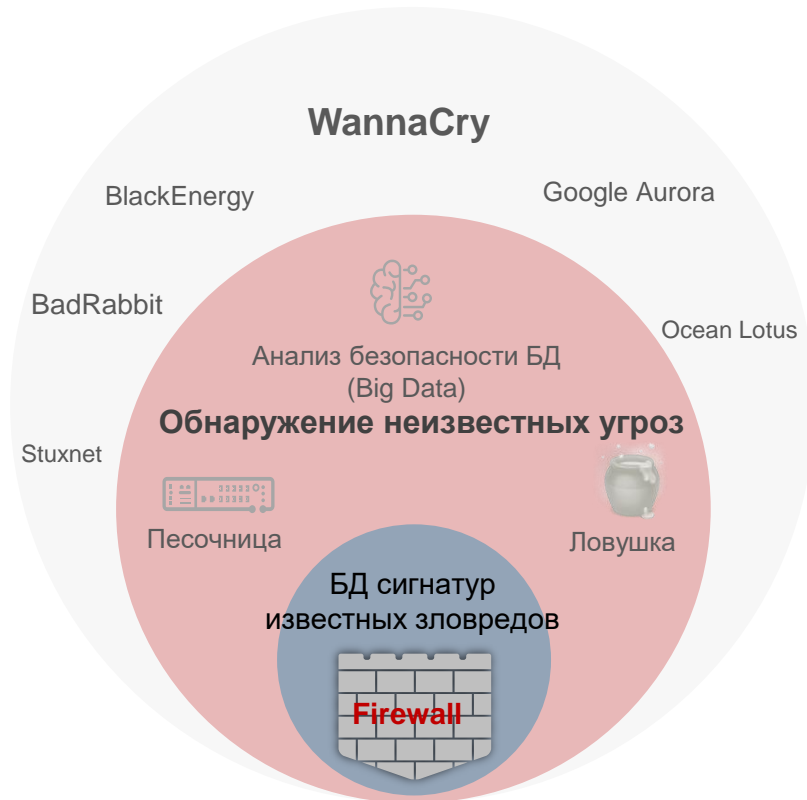 WannaCry
BlackEnergy
Google Aurora
BadRabbit
Ocean Lotus
Анализ безопасности БД
(Big Data)
Обнаружение неизвестных угроз
Stuxnet
Песочница
Ловушка
БД сигнатур
известных зловредов
Firewall